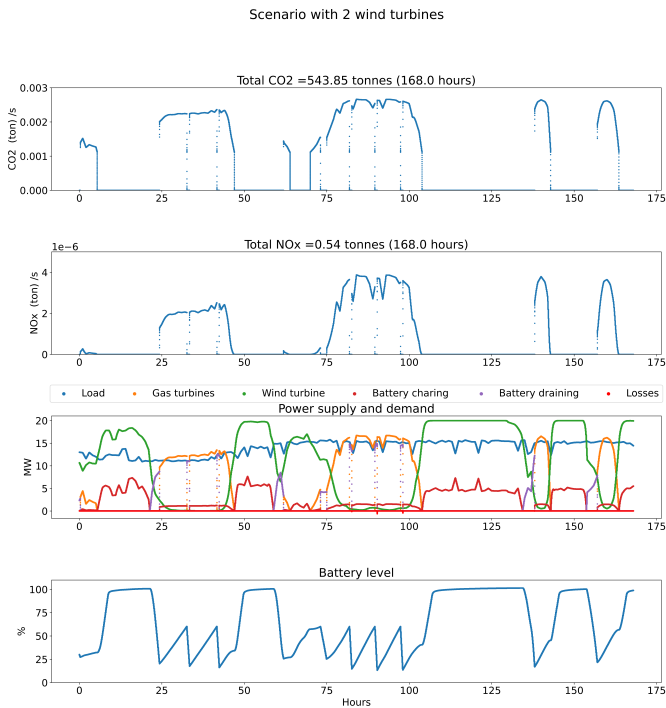 Scenario with 2 wind turbines
Total CO2 =543.85 tonnes (168.0 hours)
0.003
0.002
0.001
0.000
CO2 (ton) /s
0 25 50 75 100 125 150 175
Total NOx =0.54 tonnes (168.0 hours)
1e−6
4
2
0
NOx (ton) /s
0 25 50 75 100 125 150 175
Load Gas turbines Wind turbine Battery charing Battery draining Losses
Power supply and demand
20
15
10
5
0
MW
0 25 50 75 100 125 150 175
Battery level
100
75
50
25
0
%
0 25 50 75 100 125 150 175
Hours